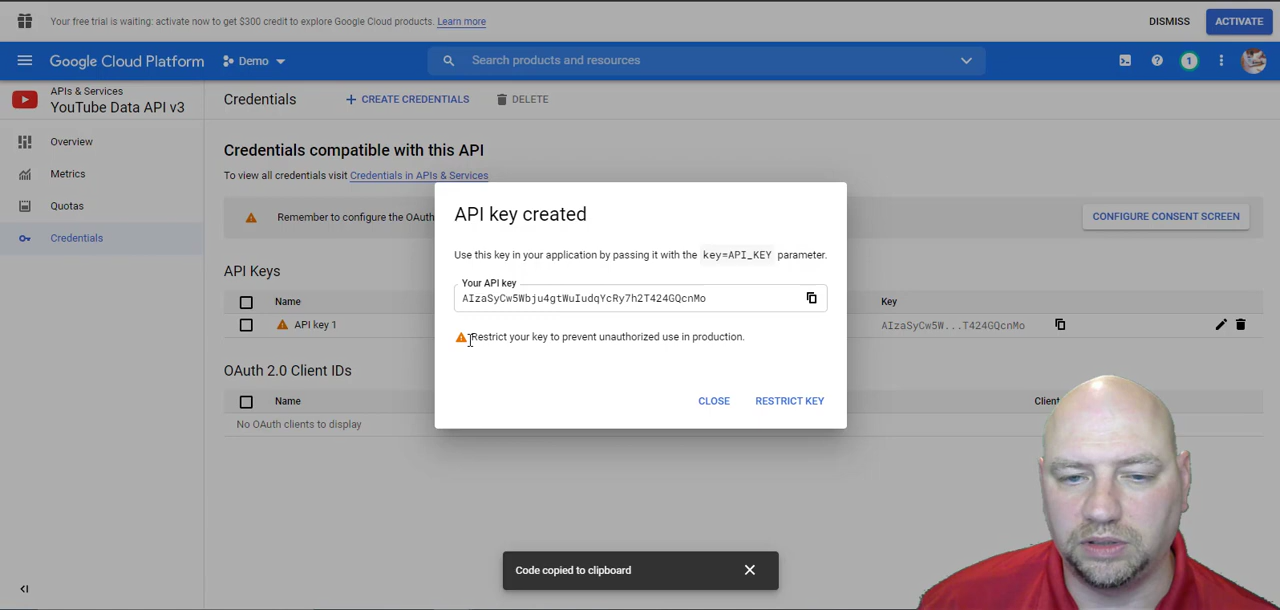 Your free trial is waiting: activate now to get $300 credit to explore Google Cloud products. Learn more
DISMISS
ACTIVATE
Google Cloud Platform
Demo
Search products and resources
1
APIs & Services
YouTube Data API v3
Credentials
+ CREATE CREDENTIALS
DELETE
Overview
Metrics
Quotas
Credentials
Credentials compatible with this API
To view all credentials visit Credentials in APIs & Services
Remember to configure the OAuth
CONFIGURE CONSENT SCREEN
API Keys
Name
Key
API key 1
AIzaSyCw5W...T424GQcnMo
OAuth 2.0 Client IDs
Name
Client
No OAuth clients to display
API key created
Use this key in your application by passing it with the key=API_KEY parameter.
Your API key
AIzaSyCw5Wbju4gtWuIudqYcRy7h2T424GQcnMo
Restrict your key to prevent unauthorized use in production.
CLOSE
RESTRICT KEY
Code copied to clipboard